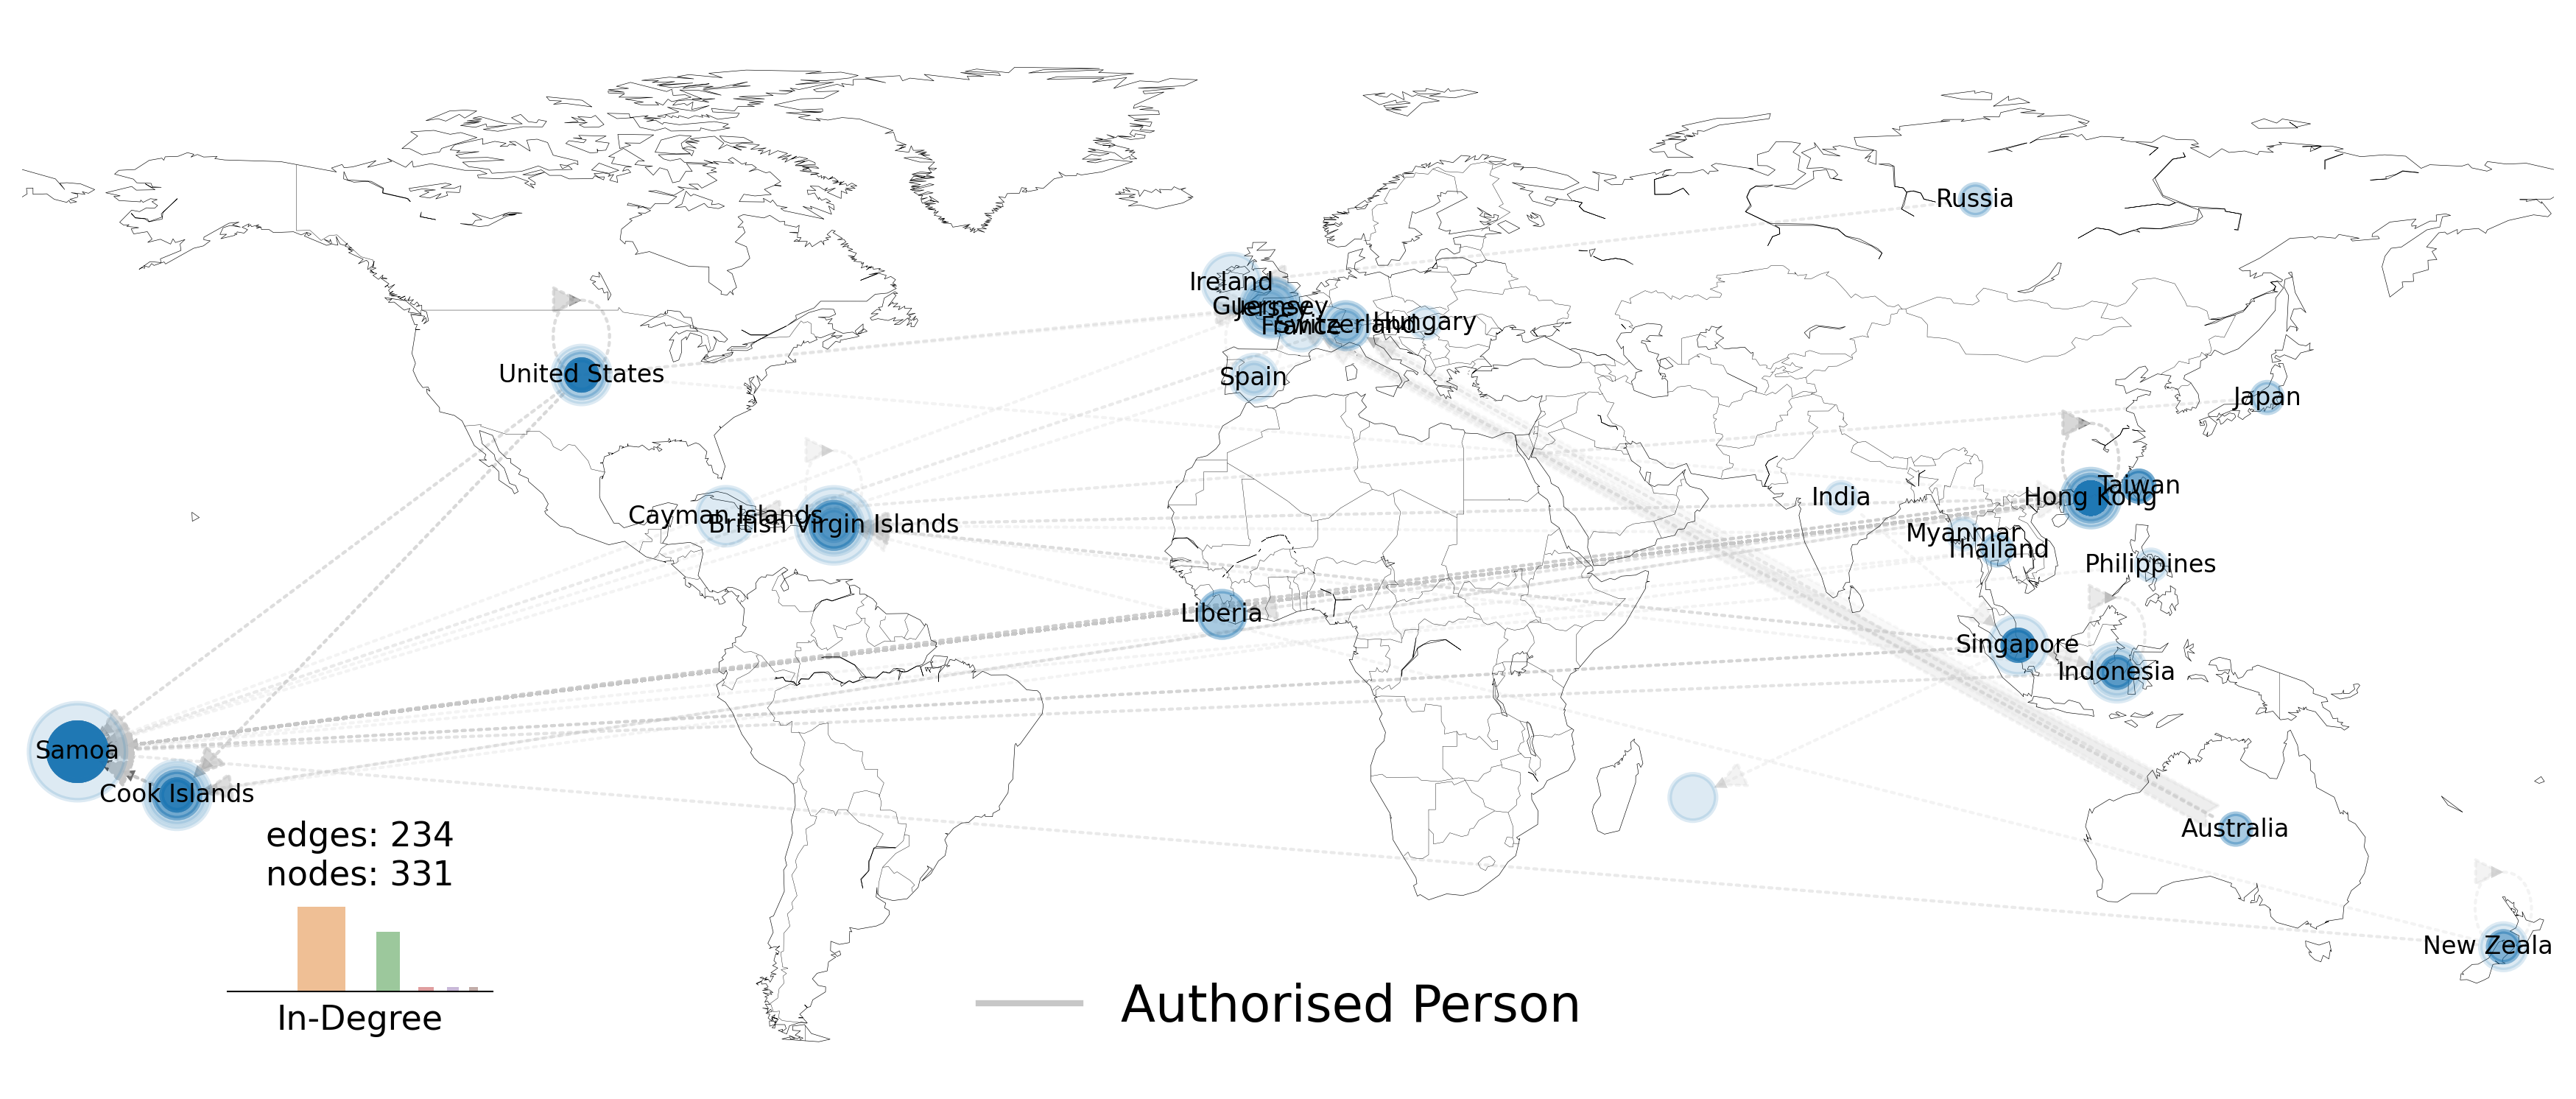 Russia
Ireland
Guernsey
Jersey
France
Switzerland
Hungary
United States
Spain
Japan
Taiwan
Hong Kong
India
Cayman Islands
British Virgin Islands
Myanmar
Thailand
Philippines
Liberia
Singapore
Indonesia
Samoa
Cook Islands
Australia
edges: 234
nodes: 331
New Zeala
In-Degree
Authorised Person